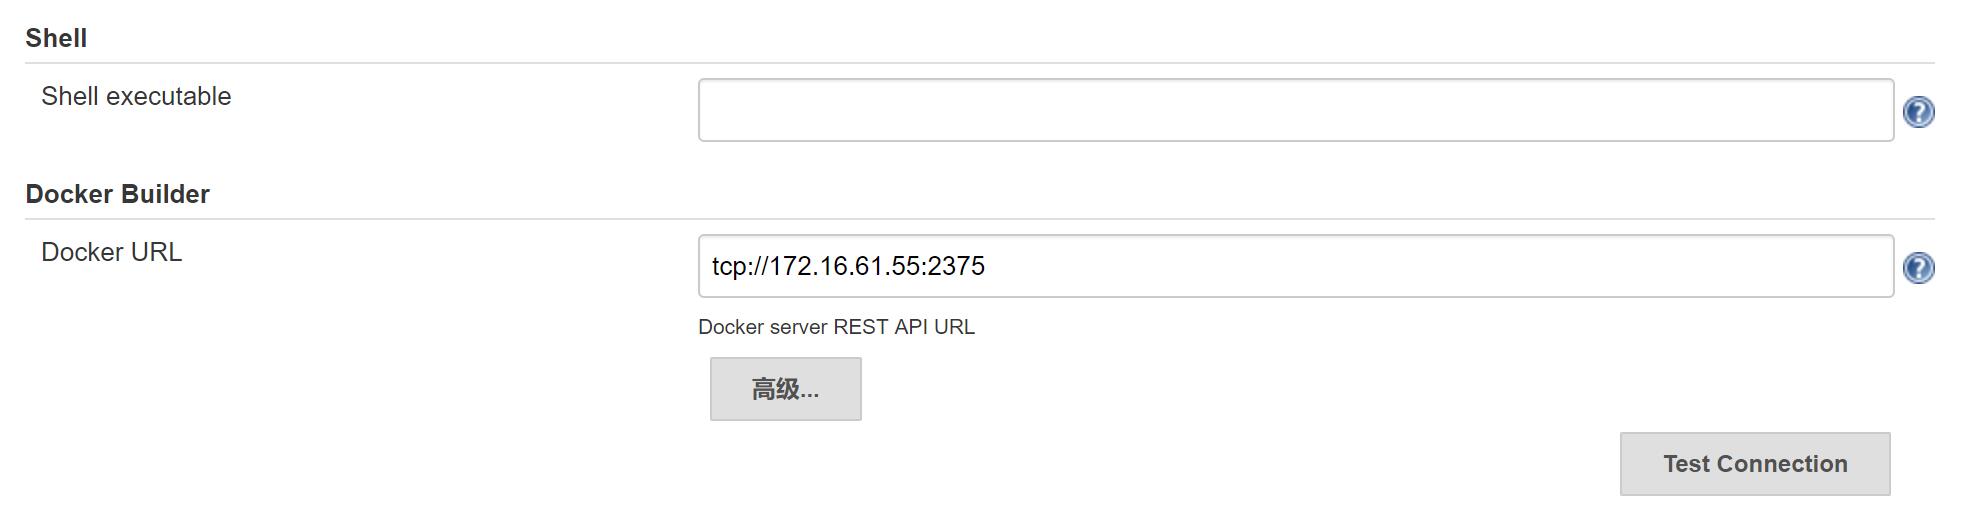 Shell
Shell executable
Docker Builder
Docker URL
tcp://172.16.61.55:2375
Docker server REST API URL
高级...
Test Connection